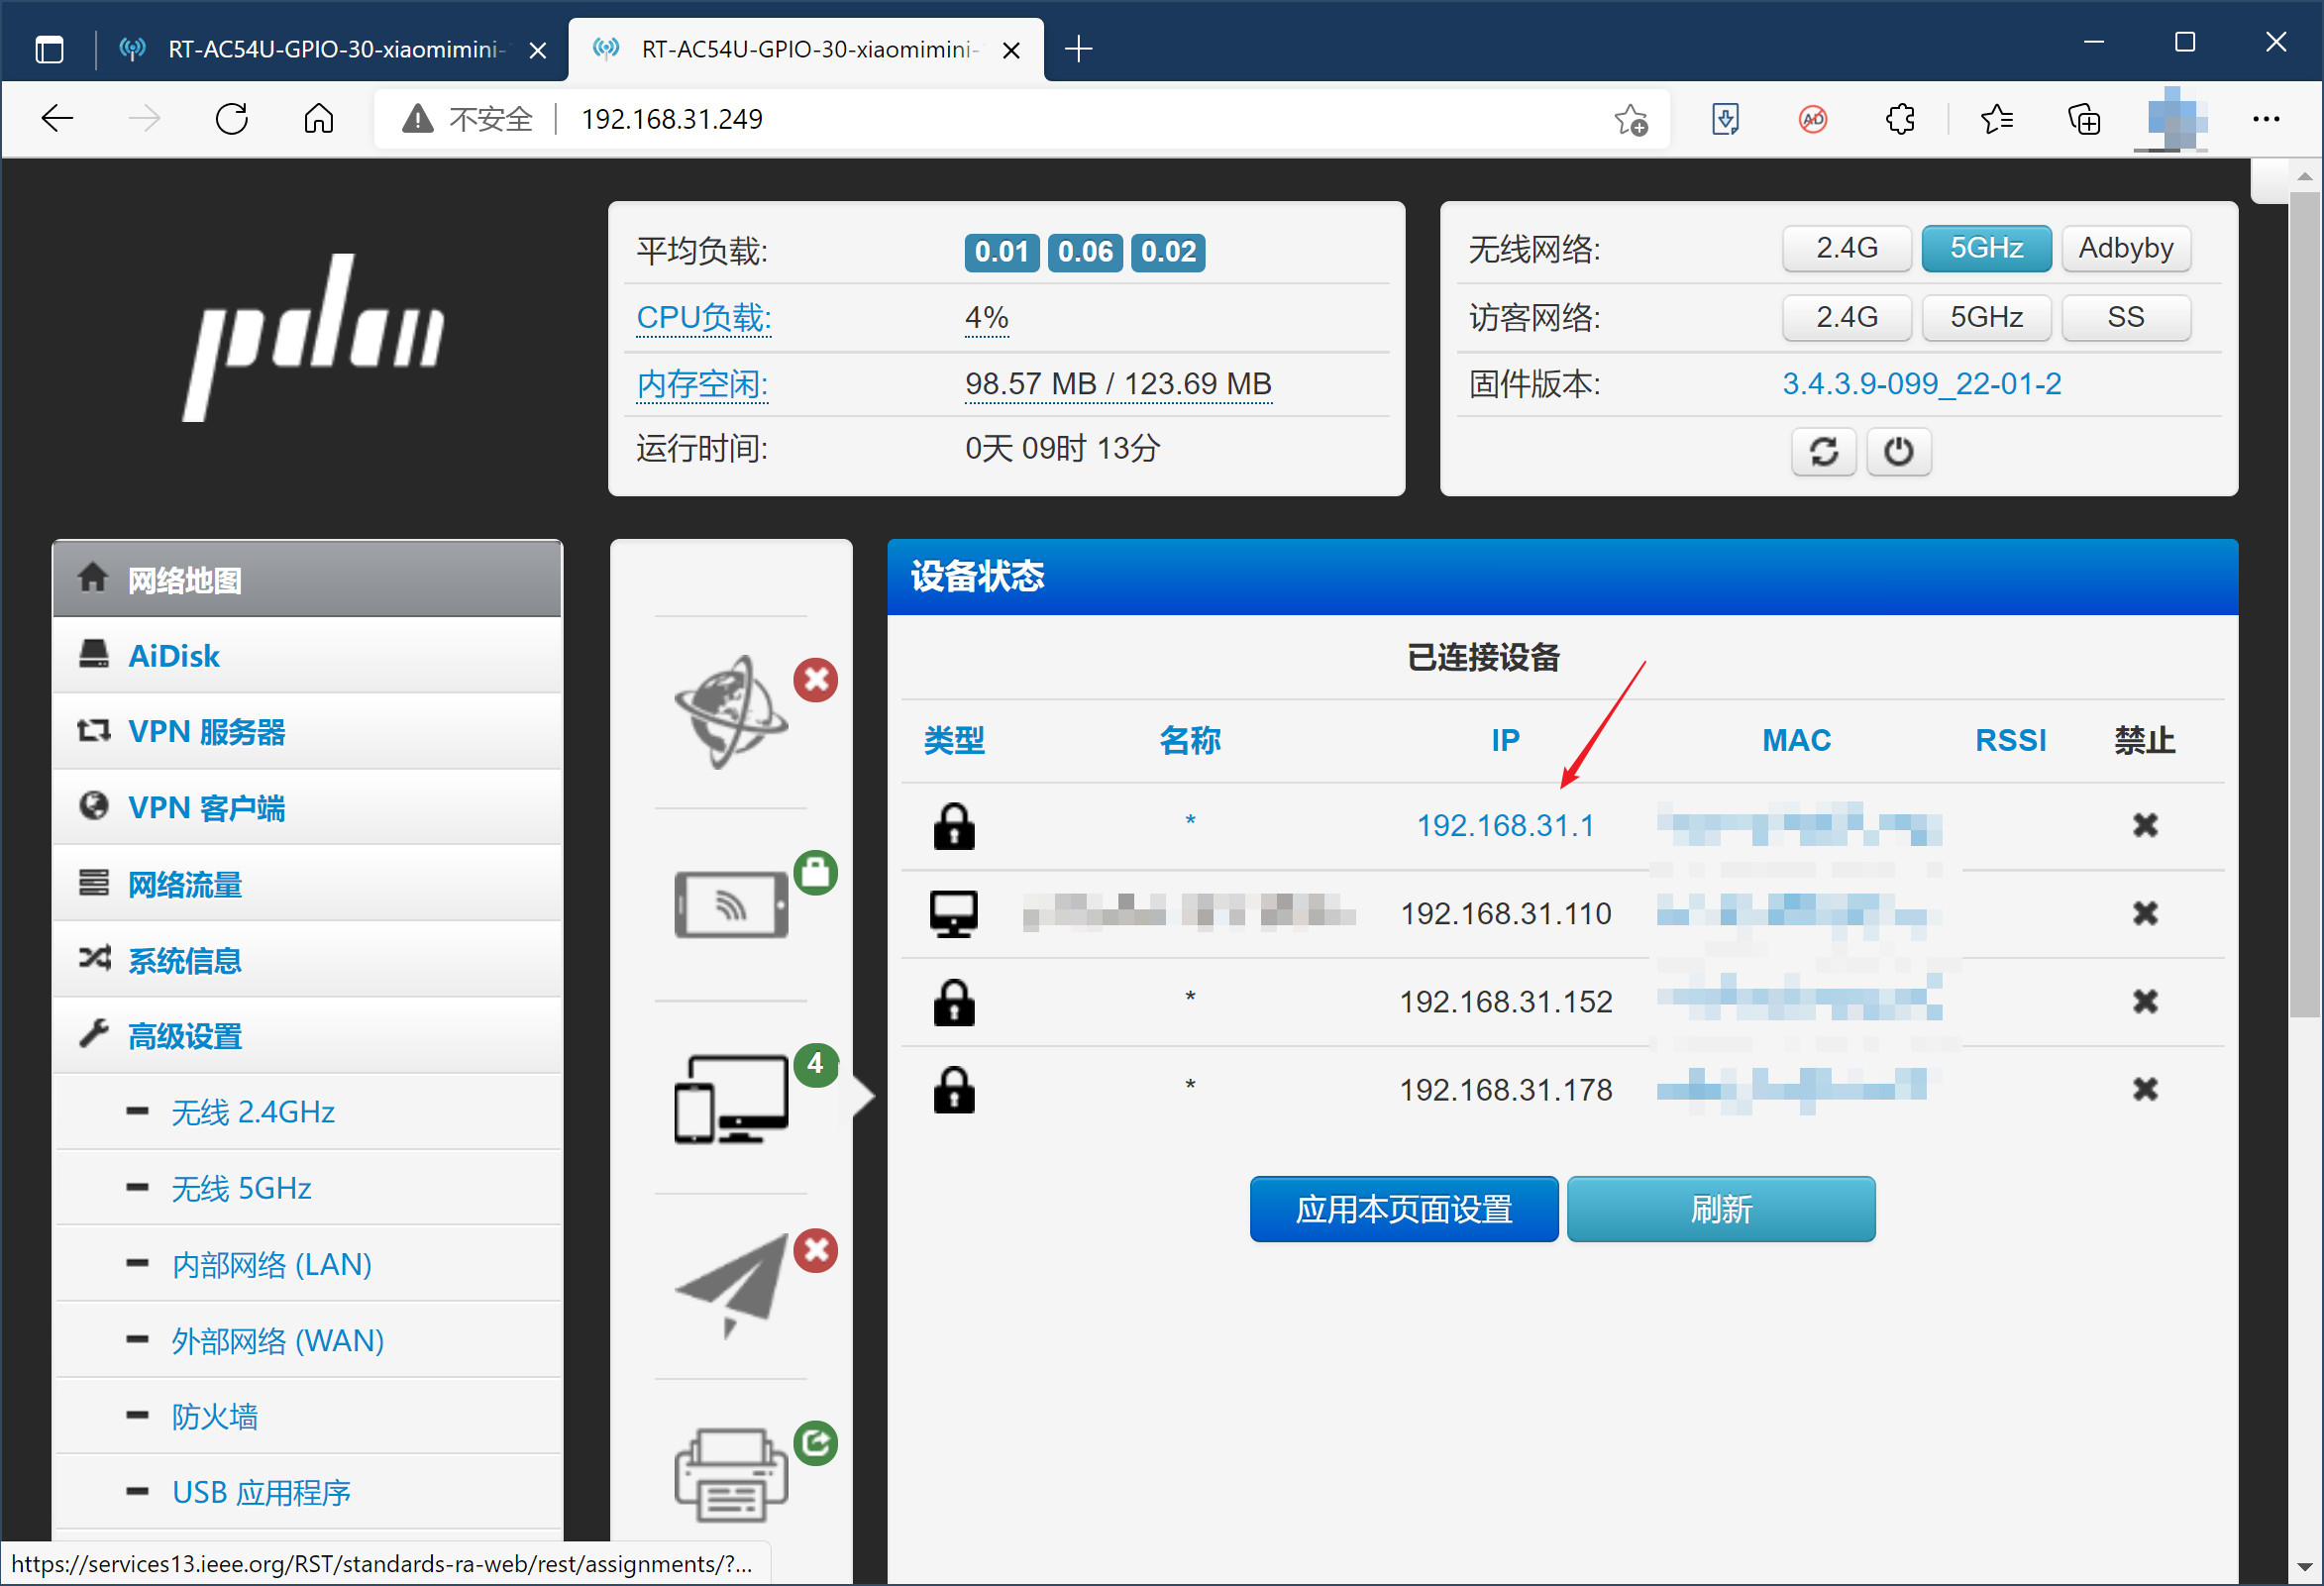 RT-AC54U-GPIO-30-xiaomimini-
RT-AC54U-GPIO-30-xiaomimini-
不安全
192.168.31.249
AD
pdcn
平均负载: 0.01 0.06 0.02
CPU负载: 4%
内存空闲: 98.57 MB / 123.69 MB
运行时间: 0天 09时 13分
无线网络: 2.4G 5GHz Adbyby
访客网络: 2.4G 5GHz SS
固件版本: 3.4.3.9-099_22-01-2
网络地图
AiDisk
VPN 服务器
VPN 客户端
网络流量
系统信息
高级设置
无线 2.4GHz
无线 5GHz
内部网络 (LAN)
外部网络 (WAN)
防火墙
USB 应用程序
4
设备状态
已连接设备
类型 名称 IP MAC RSSI 禁止
* 192.168.31.1
192.168.31.110
* 192.168.31.152
* 192.168.31.178
应用本页面设置 刷新
https://services13.ieee.org/RST/standards-ra-web/rest/assignments/?...